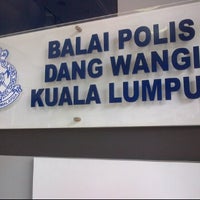 BALAI POLIS
DANG WANGI
KUALA LUMPU